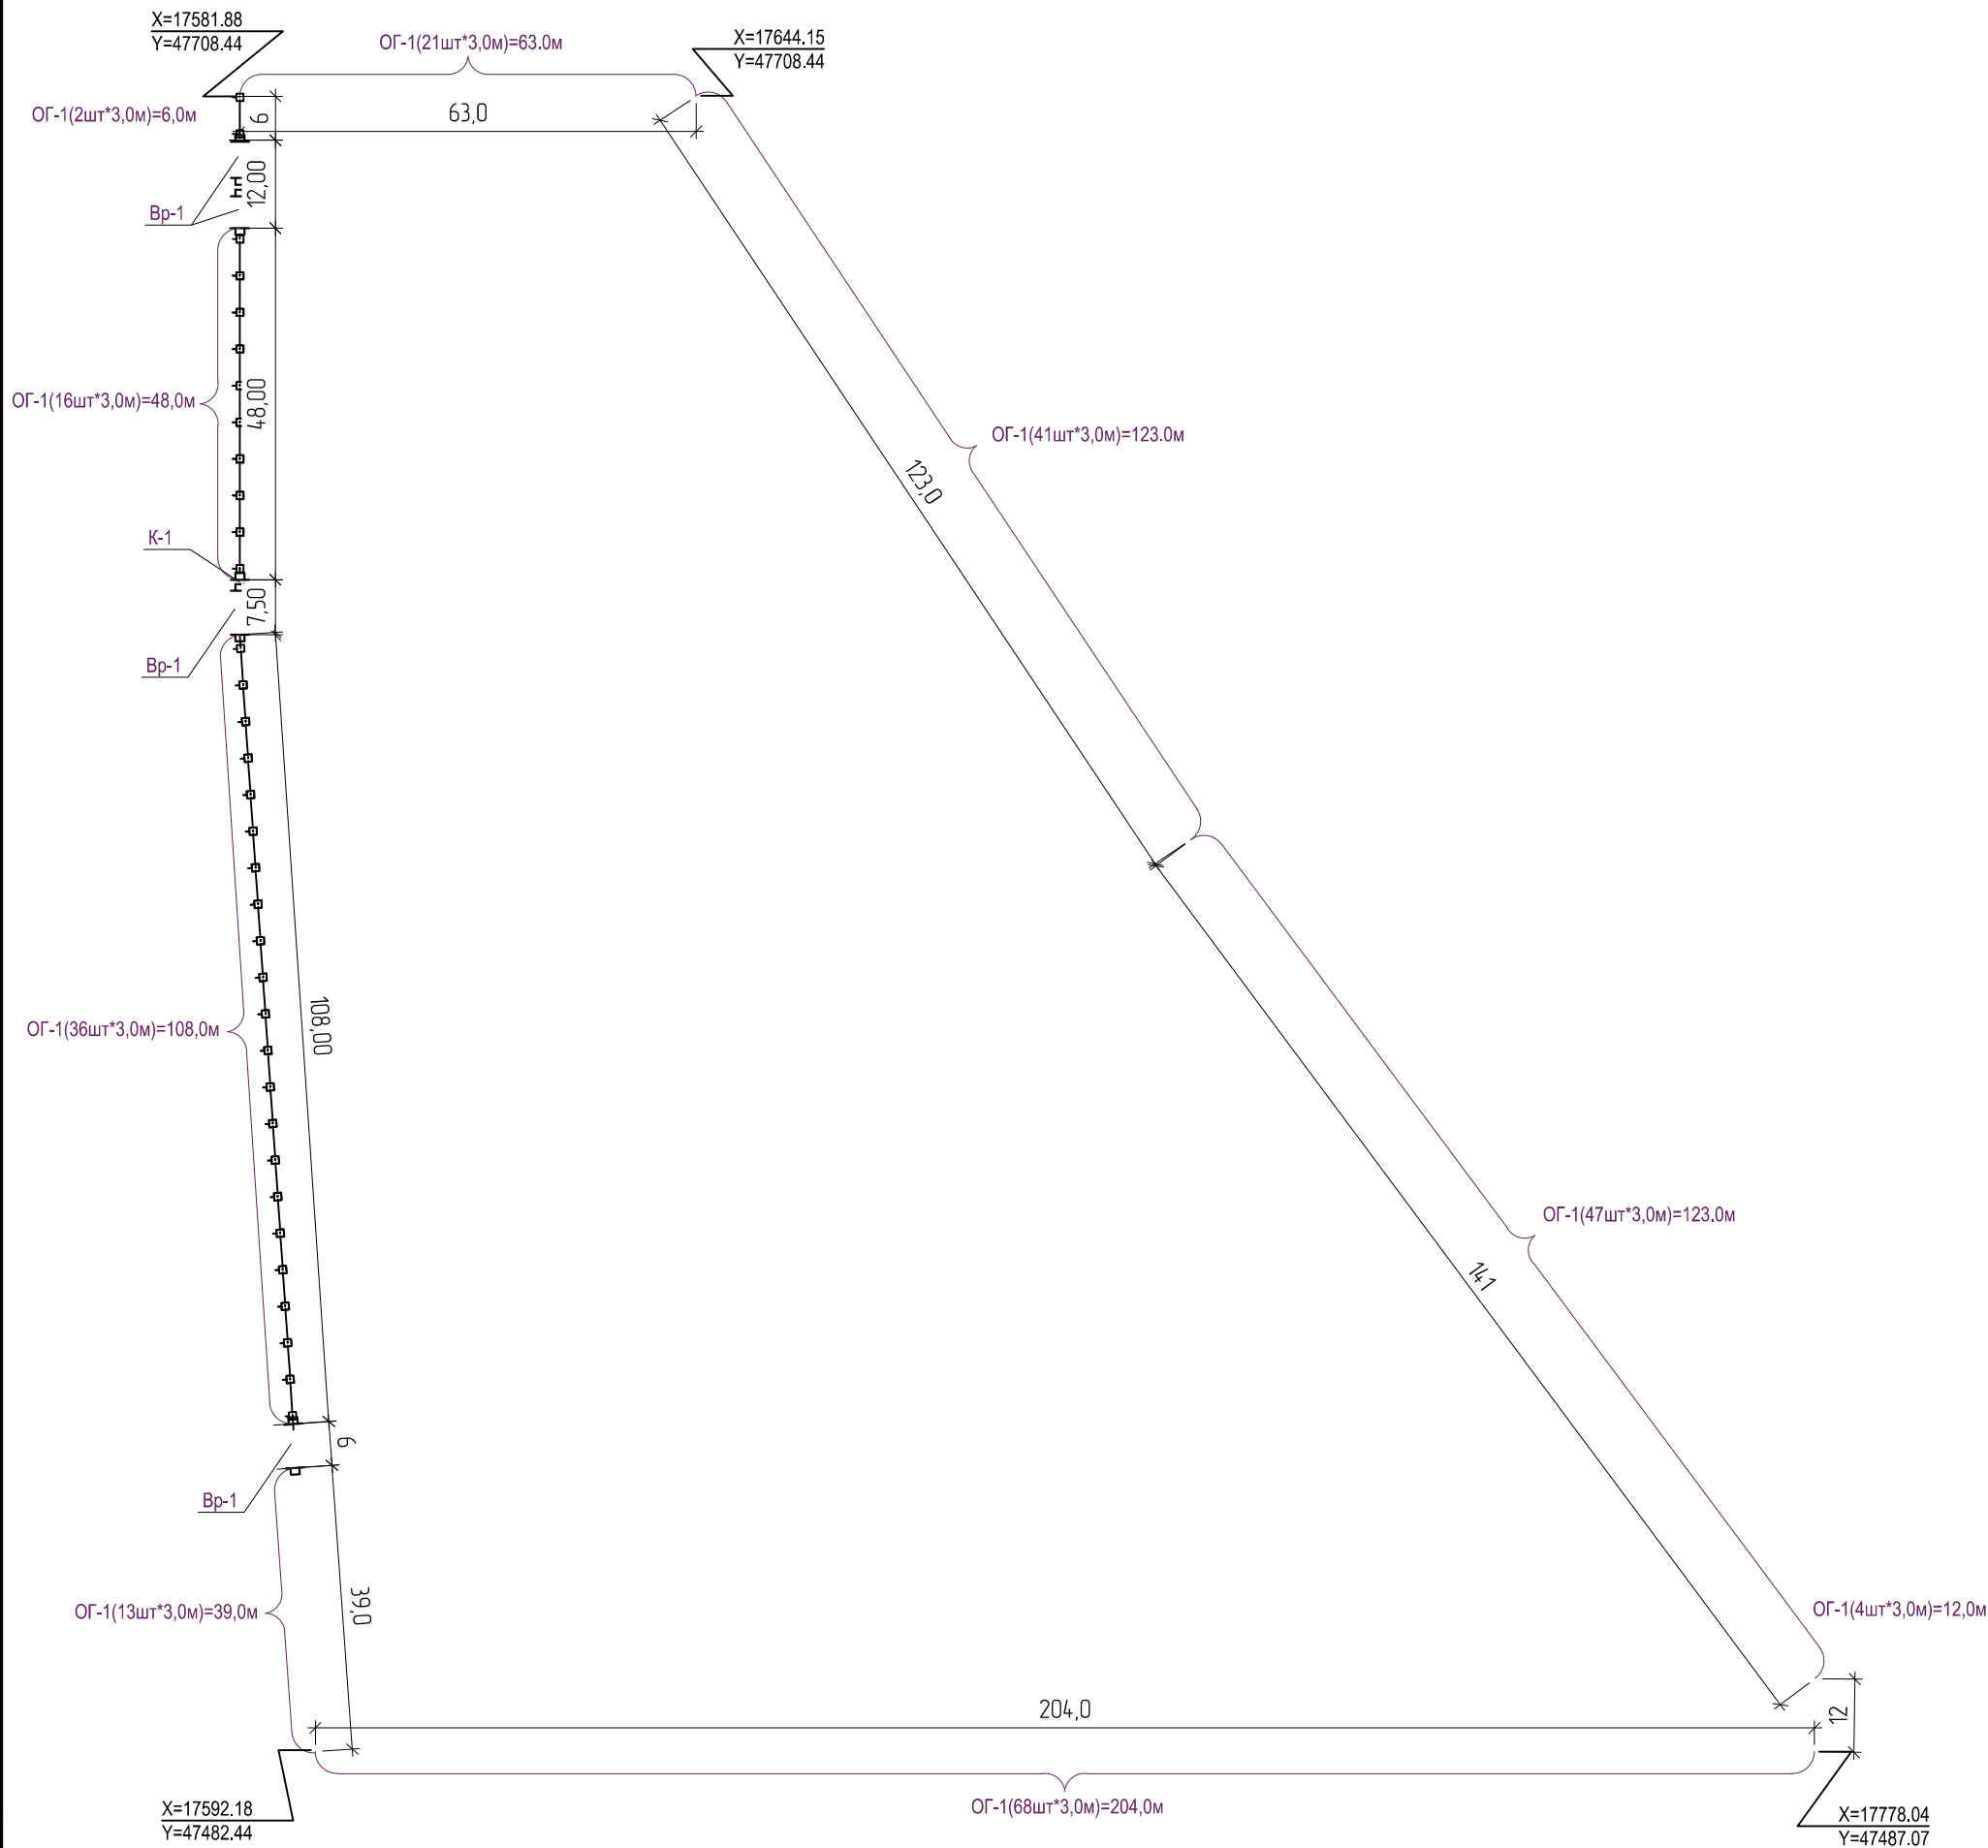 X=17581.88
Y=47708.44
ОГ-1(21шт*3,0м)=63.0м
X=17644.15
Y=47708.44
ОГ-1(2шт*3,0м)=6,0м
6
63,0
12,00
Вр-1
ОГ-1(16шт*3,0м)=48,0м
48,00
ОГ-1(41шт*3,0м)=123.0м
123,0
К-1
7,50
Вр-1
ОГ-1(36шт*3,0м)=108,0м
108,00
ОГ-1(47шт*3,0м)=123.0м
141
6
Вр-1
ОГ-1(13шт*3,0м)=39,0м
39,0
ОГ-1(4шт*3,0м)=12,0м
204,0
12
ОГ-1(68шт*3,0м)=204,0м
X=17592.18
Y=47482.44
X=17778.04
Y=47487.07